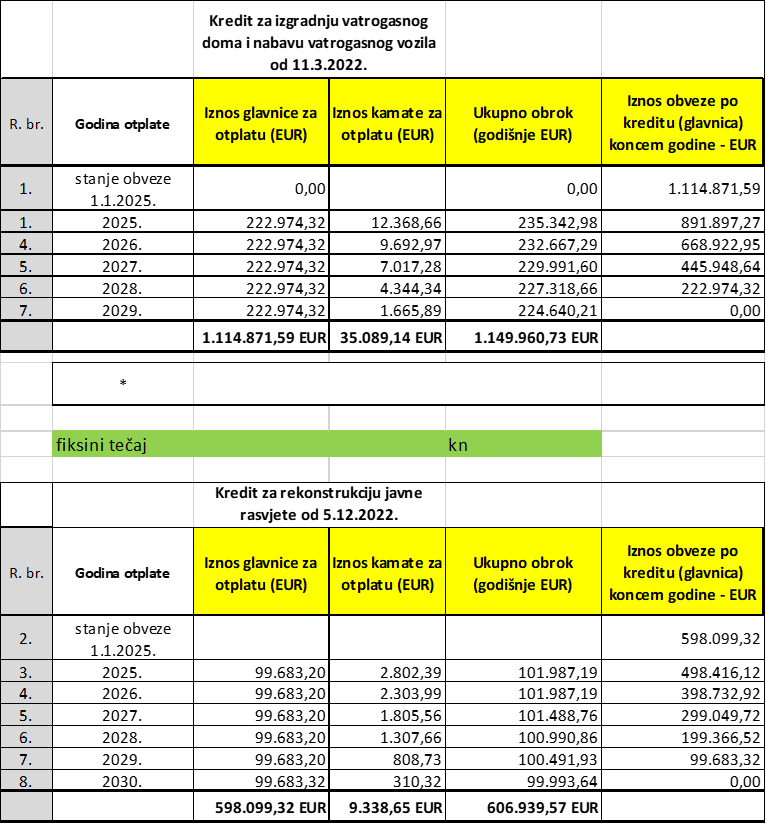 Kredit za izgradnju vatrogasnog
doma i nabavu vatrogasnog vozila
od 11.3.2022.
R. br. Godina otplate Iznos glavnice za otplatu (EUR) Iznos kamate za otplatu (EUR) Ukupno obrok (godišnje EUR) Iznos obveze po kreditu (glavnica) koncem godine - EUR
1. stanje obveze 1.1.2025. 0,00 0,00 1.114.871,59
1. 2025. 222.974,32 12.368,66 235.342,98 891.897,27
4. 2026. 222.974,32 9.692,97 232.667,29 668.922,95
5. 2027. 222.974,32 7.017,28 229.991,60 445.948,64
6. 2028. 222.974,32 4.344,34 227.318,66 222.974,32
7. 2029. 222.974,32 1.665,89 224.640,21 0,00
1.114.871,59 EUR 35.089,14 EUR 1.149.960,73 EUR
*
fiksini tečaj kn
Kredit za rekonstrukciju javne
rasvjete od 5.12.2022.
R. br. Godina otplate Iznos glavnice za otplatu (EUR) Iznos kamate za otplatu (EUR) Ukupno obrok (godišnje EUR) Iznos obveze po kreditu (glavnica) koncem godine - EUR
2. stanje obveze 1.1.2025. 598.099,32
3. 2025. 99.683,20 2.802,39 101.987,19 498.416,12
4. 2026. 99.683,20 2.303,99 101.987,19 398.732,92
5. 2027. 99.683,20 1.805,56 101.488,76 299.049,72
6. 2028. 99.683,20 1.307,66 100.990,86 199.366,52
7. 2029. 99.683,20 808,73 100.491,93 99.683,32
8. 2030. 99.683,32 310,32 99.993,64 0,00
598.099,32 EUR 9.338,65 EUR 606.939,57 EUR